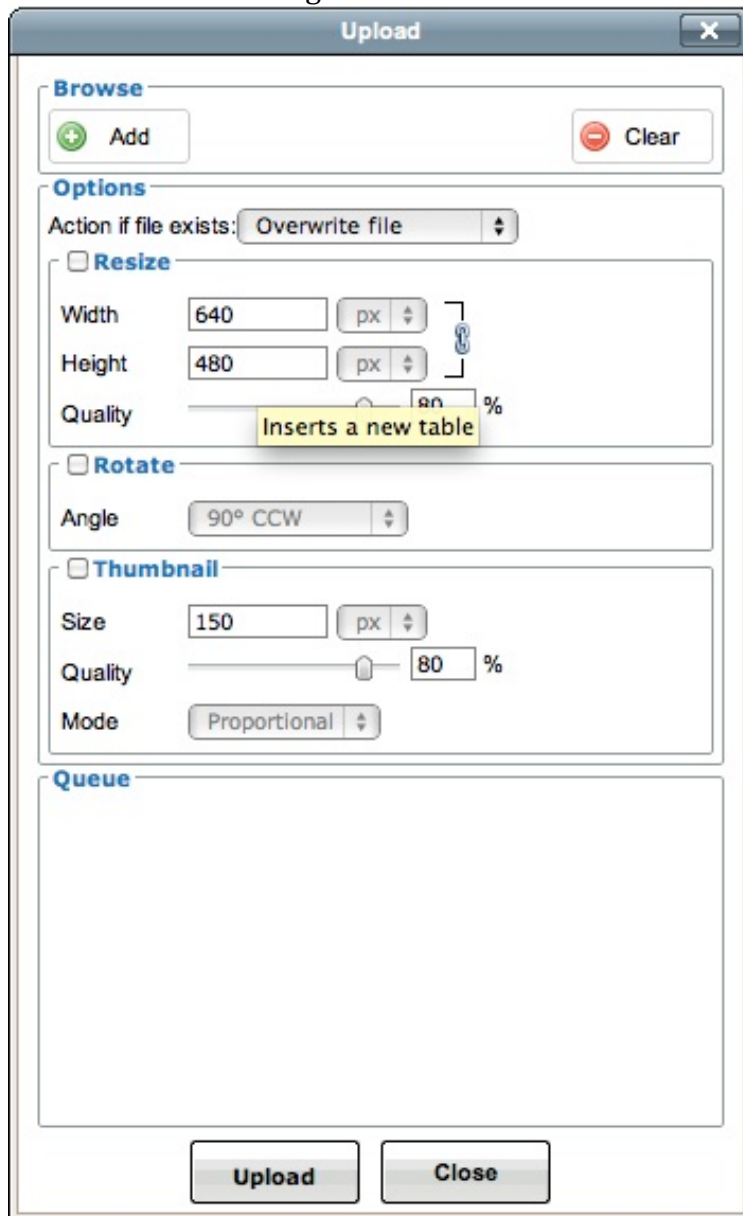 Upload
Browse
Add Clear
Options
Action if file exists: Overwrite file
Resize
Width 640 px
Height 480 px
Quality 80 %
Inserts a new table
Rotate
Angle 90° CCW
Thumbnail
Size 150 px
Quality 80 %
Mode Proportional
Queue
Upload Close